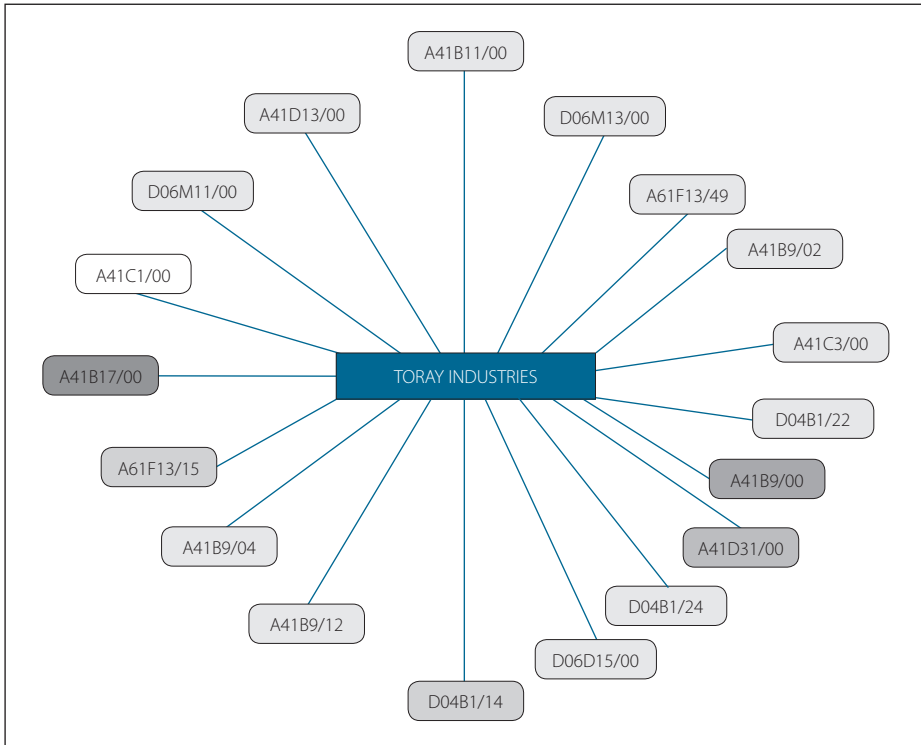 A41B11/00
A41D13/00
D06M13/00
D06M11/00
A61F13/49
A41B9/02
A41C1/00
A41C3/00
A41B17/00
TORAY INDUSTRIES
D04B1/22
A61F13/15
A41B9/00
A41B9/04
A41D31/00
D04B1/24
A41B9/12
D06D15/00
D04B1/14